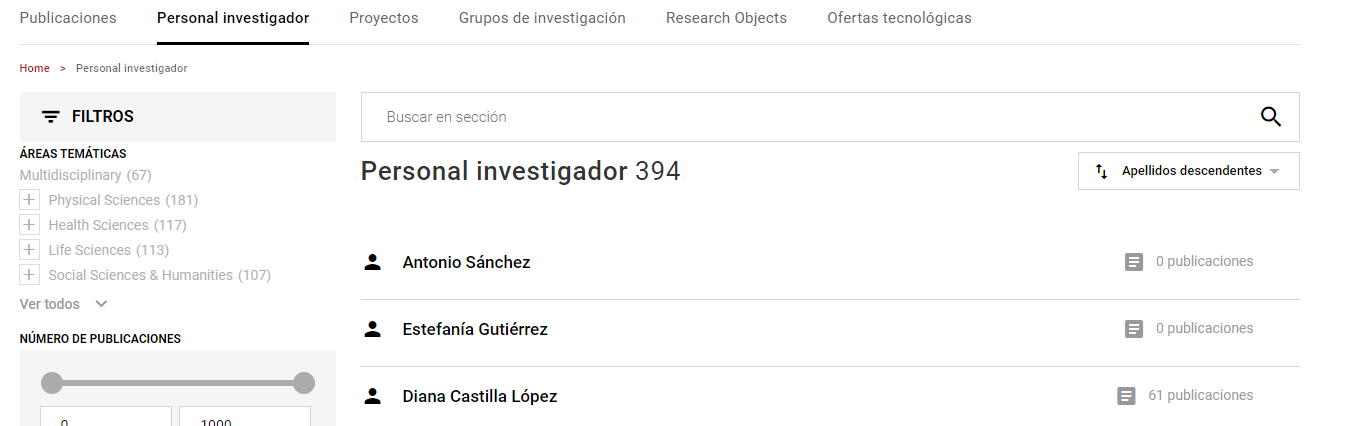 Publicaciones Personal investigador Proyectos Grupos de investigación Research Objects Ofertas tecnológicas
Home > Personal investigador
FILTROS
ÁREAS TEMÁTICAS
Multidisciplinary (67)
+ Physical Sciences (181)
+ Health Sciences (117)
+ Life Sciences (113)
+ Social Sciences & Humanities (107)
Ver todos
NÚMERO DE PUBLICACIONES
0 1000
Buscar en sección
Personal investigador 394
Apellidos descendentes
Antonio Sánchez 0 publicaciones
Estefanía Gutiérrez 0 publicaciones
Diana Castilla López 61 publicaciones